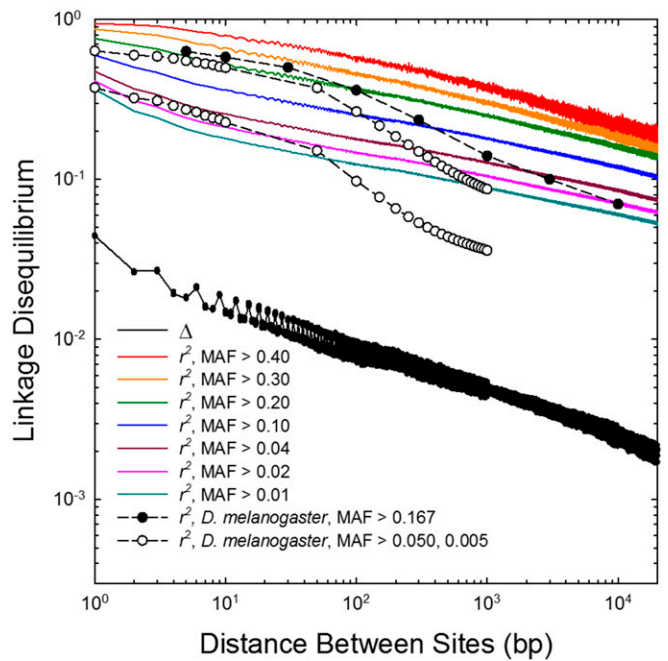 10⁰
10⁻¹
10⁻²
10⁻³
Linkage Disequilibrium
Δ
r², MAF > 0.40
r², MAF > 0.30
r², MAF > 0.20
r², MAF > 0.10
r², MAF > 0.04
r², MAF > 0.02
r², MAF > 0.01
r², D. melanogaster, MAF > 0.167
r², D. melanogaster, MAF > 0.050, 0.005
10⁰ 10¹ 10² 10³ 10⁴
Distance Between Sites (bp)